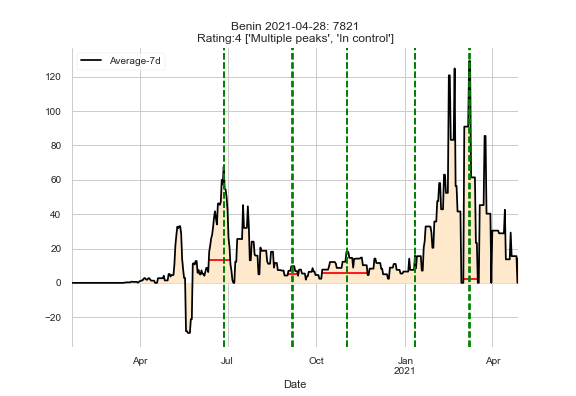 Benin 2021-04-28: 7821
Rating:4 ['Multiple peaks', 'In control']
Average-7d
120
100
80
60
40
20
0
−20
Apr
Jul
Oct
Jan
2021
Apr
Date